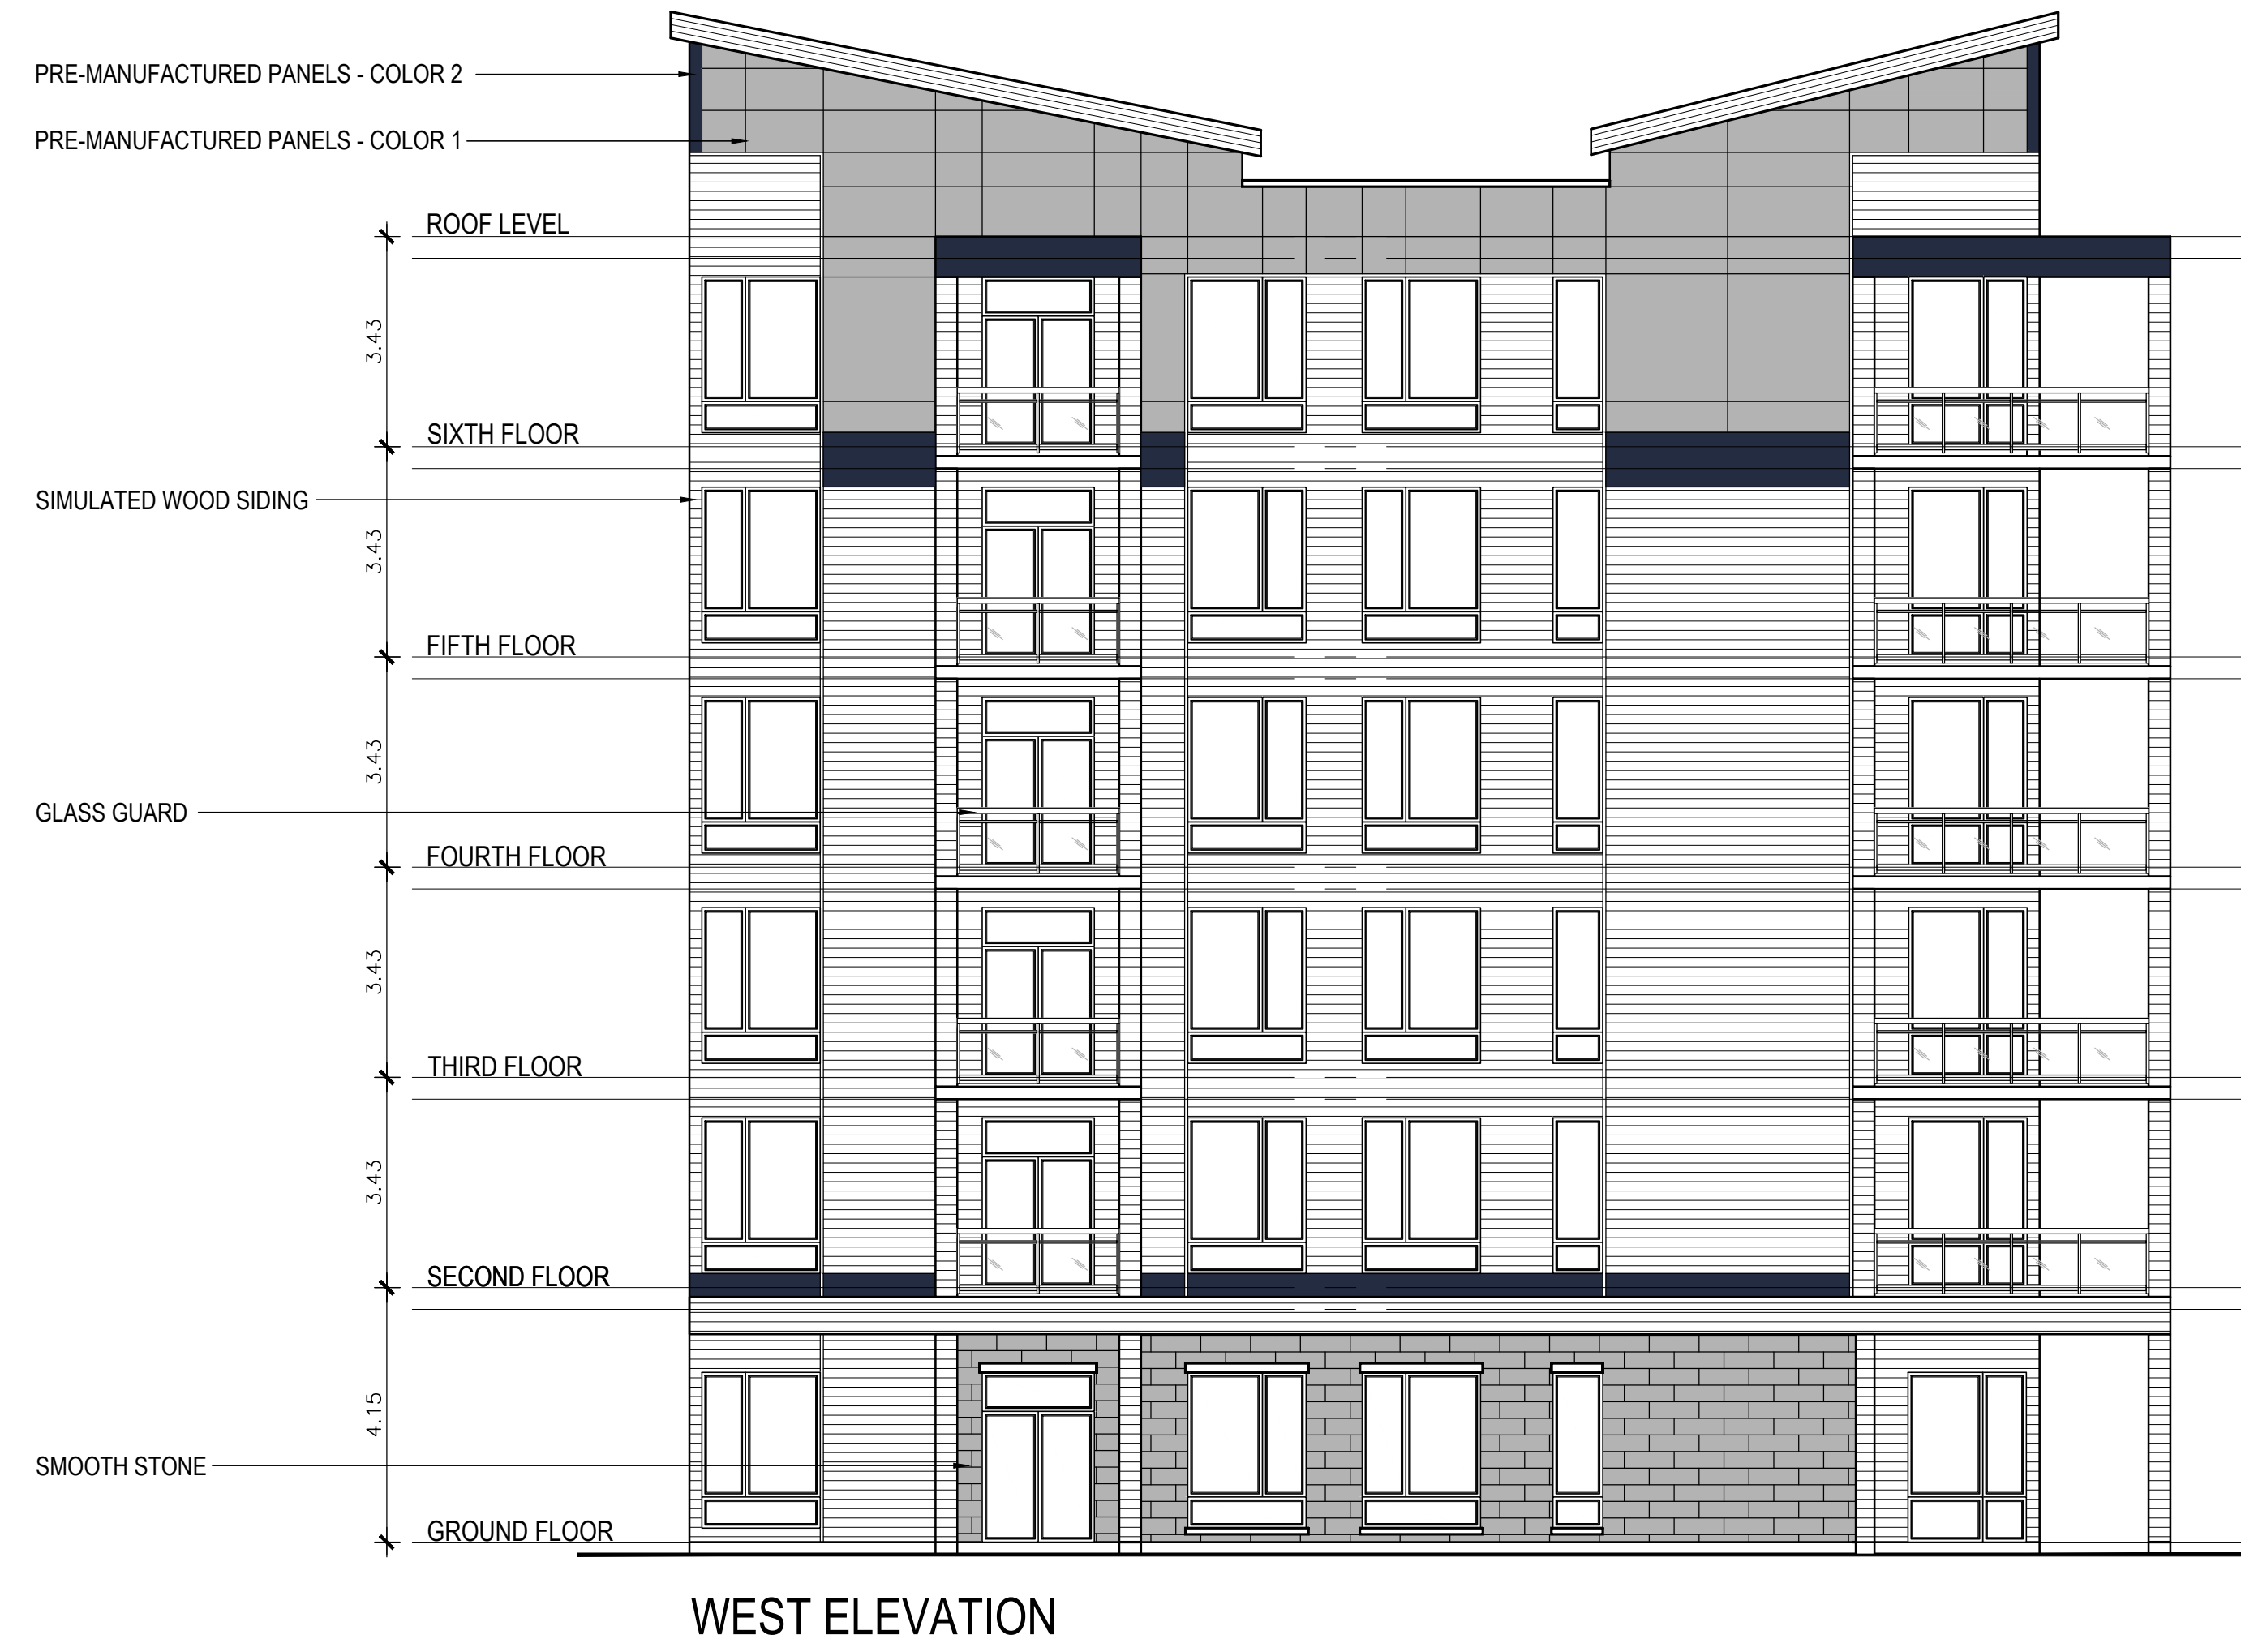 PRE-MANUFACTURED PANELS - COLOR 2
PRE-MANUFACTURED PANELS - COLOR 1
ROOF LEVEL
3.43
SIXTH FLOOR
SIMULATED WOOD SIDING
3.43
FIFTH FLOOR
3.43
GLASS GUARD
FOURTH FLOOR
3.43
THIRD FLOOR
3.43
SECOND FLOOR
4.15
SMOOTH STONE
GROUND FLOOR
WEST ELEVATION